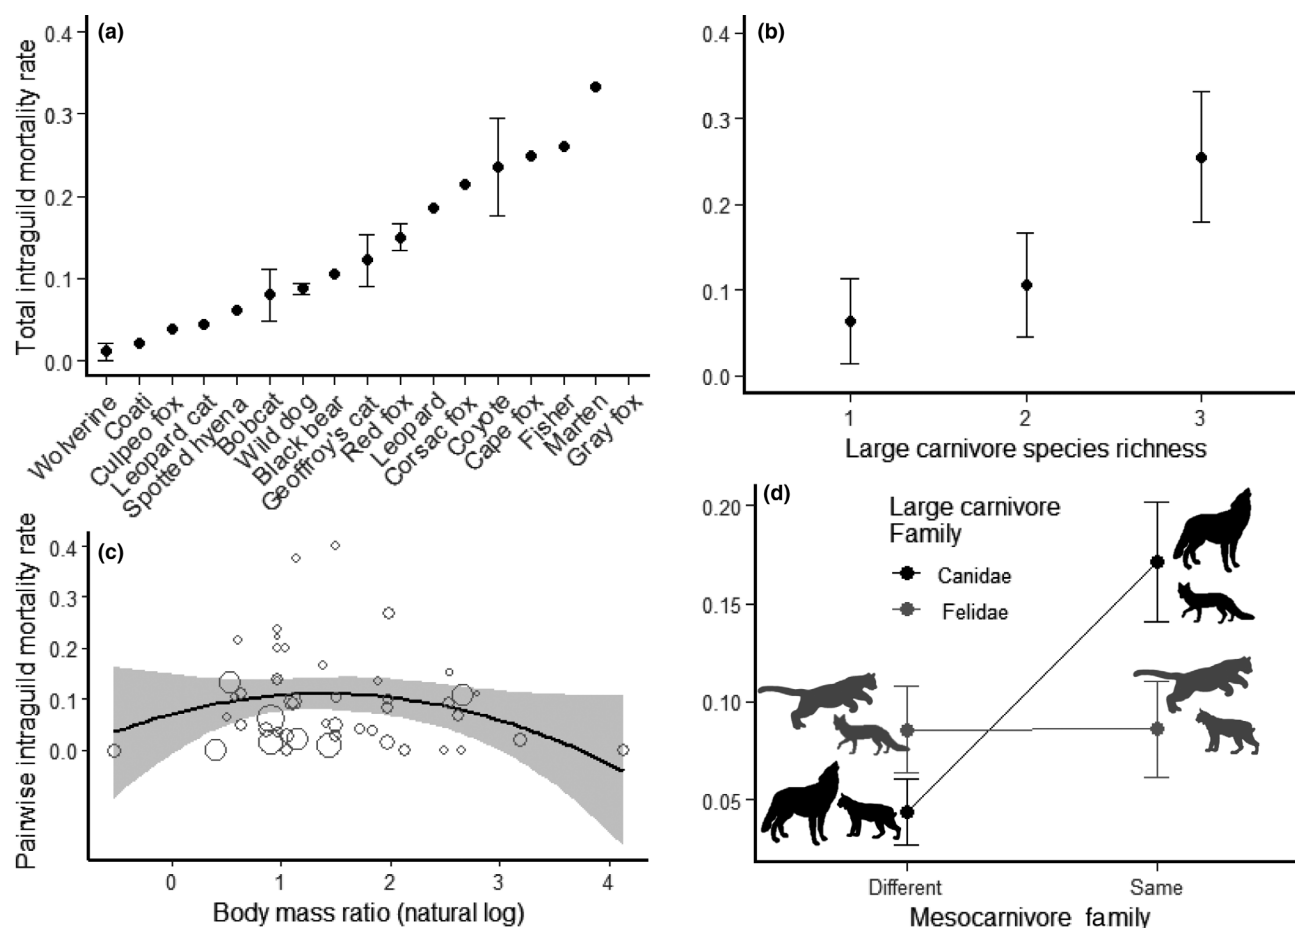 (a)
Total intraguild mortality rate
0.4
0.3
0.2
0.1
0.0
Wolverine
Coati
Culpeo fox
Leopard cat
Spotted hyena
Bobcat
Wild dog
Black bear
Geoffroy's cat
Red fox
Leopard
Corsac fox
Coyote
Cape fox
Fisher
Marten
Gray fox
(b)
0.4
0.3
0.2
0.1
0.0
1 2 3
Large carnivore species richness
(c)
Pairwise intraguild mortality rate
0.4
0.3
0.2
0.1
0.0
0 1 2 3 4
Body mass ratio (natural log)
(d)
0.20
0.15
0.10
0.05
Large carnivore
Family
Canidae
Felidae
Different Same
Mesocarnivore family